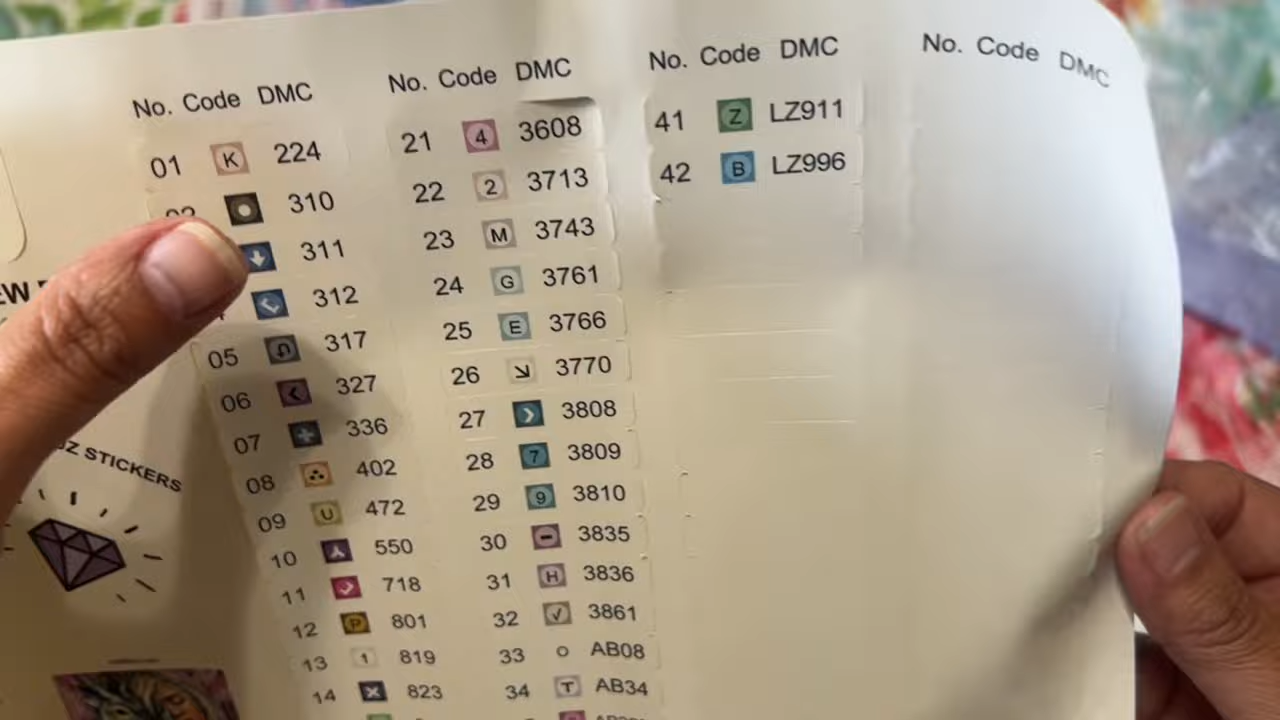 No. Code DMC
01 K 224
02 310
311
312
05 317
06 327
07 336
08 402
09 U 472
10 550
11 718
12 P 801
13 1 819
14 823
No. Code DMC
21 4 3608
22 2 3713
23 M 3743
24 G 3761
25 E 3766
26 3770
27 3808
28 7 3809
29 9 3810
30 3835
31 H 3836
32 √ 3861
33 AB08
34 T AB34
No. Code DMC
41 Z LZ911
42 B LZ996
No. Code DMC
STICKERS